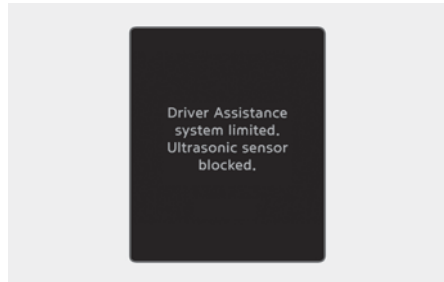 Driver Assistance
system limited.
Ultrasonic sensor
blocked.